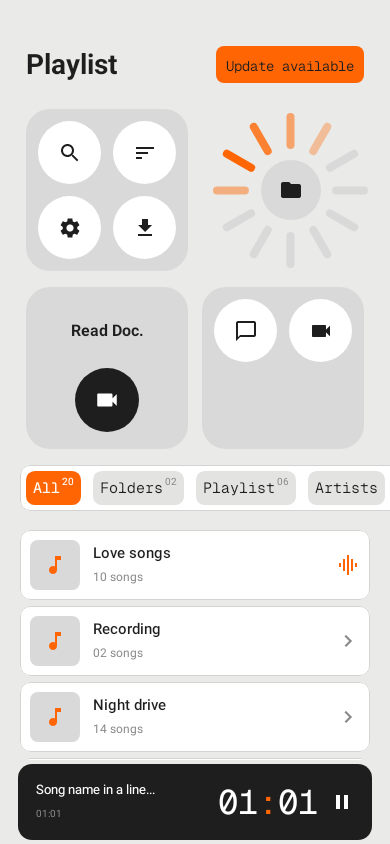 Playlist
Update available
Read Doc.
All 20
Folders 02
Playlist 06
Artists
Love songs
10 songs
Recording
02 songs
Night drive
14 songs
Song name in a line...
01:01
01:01